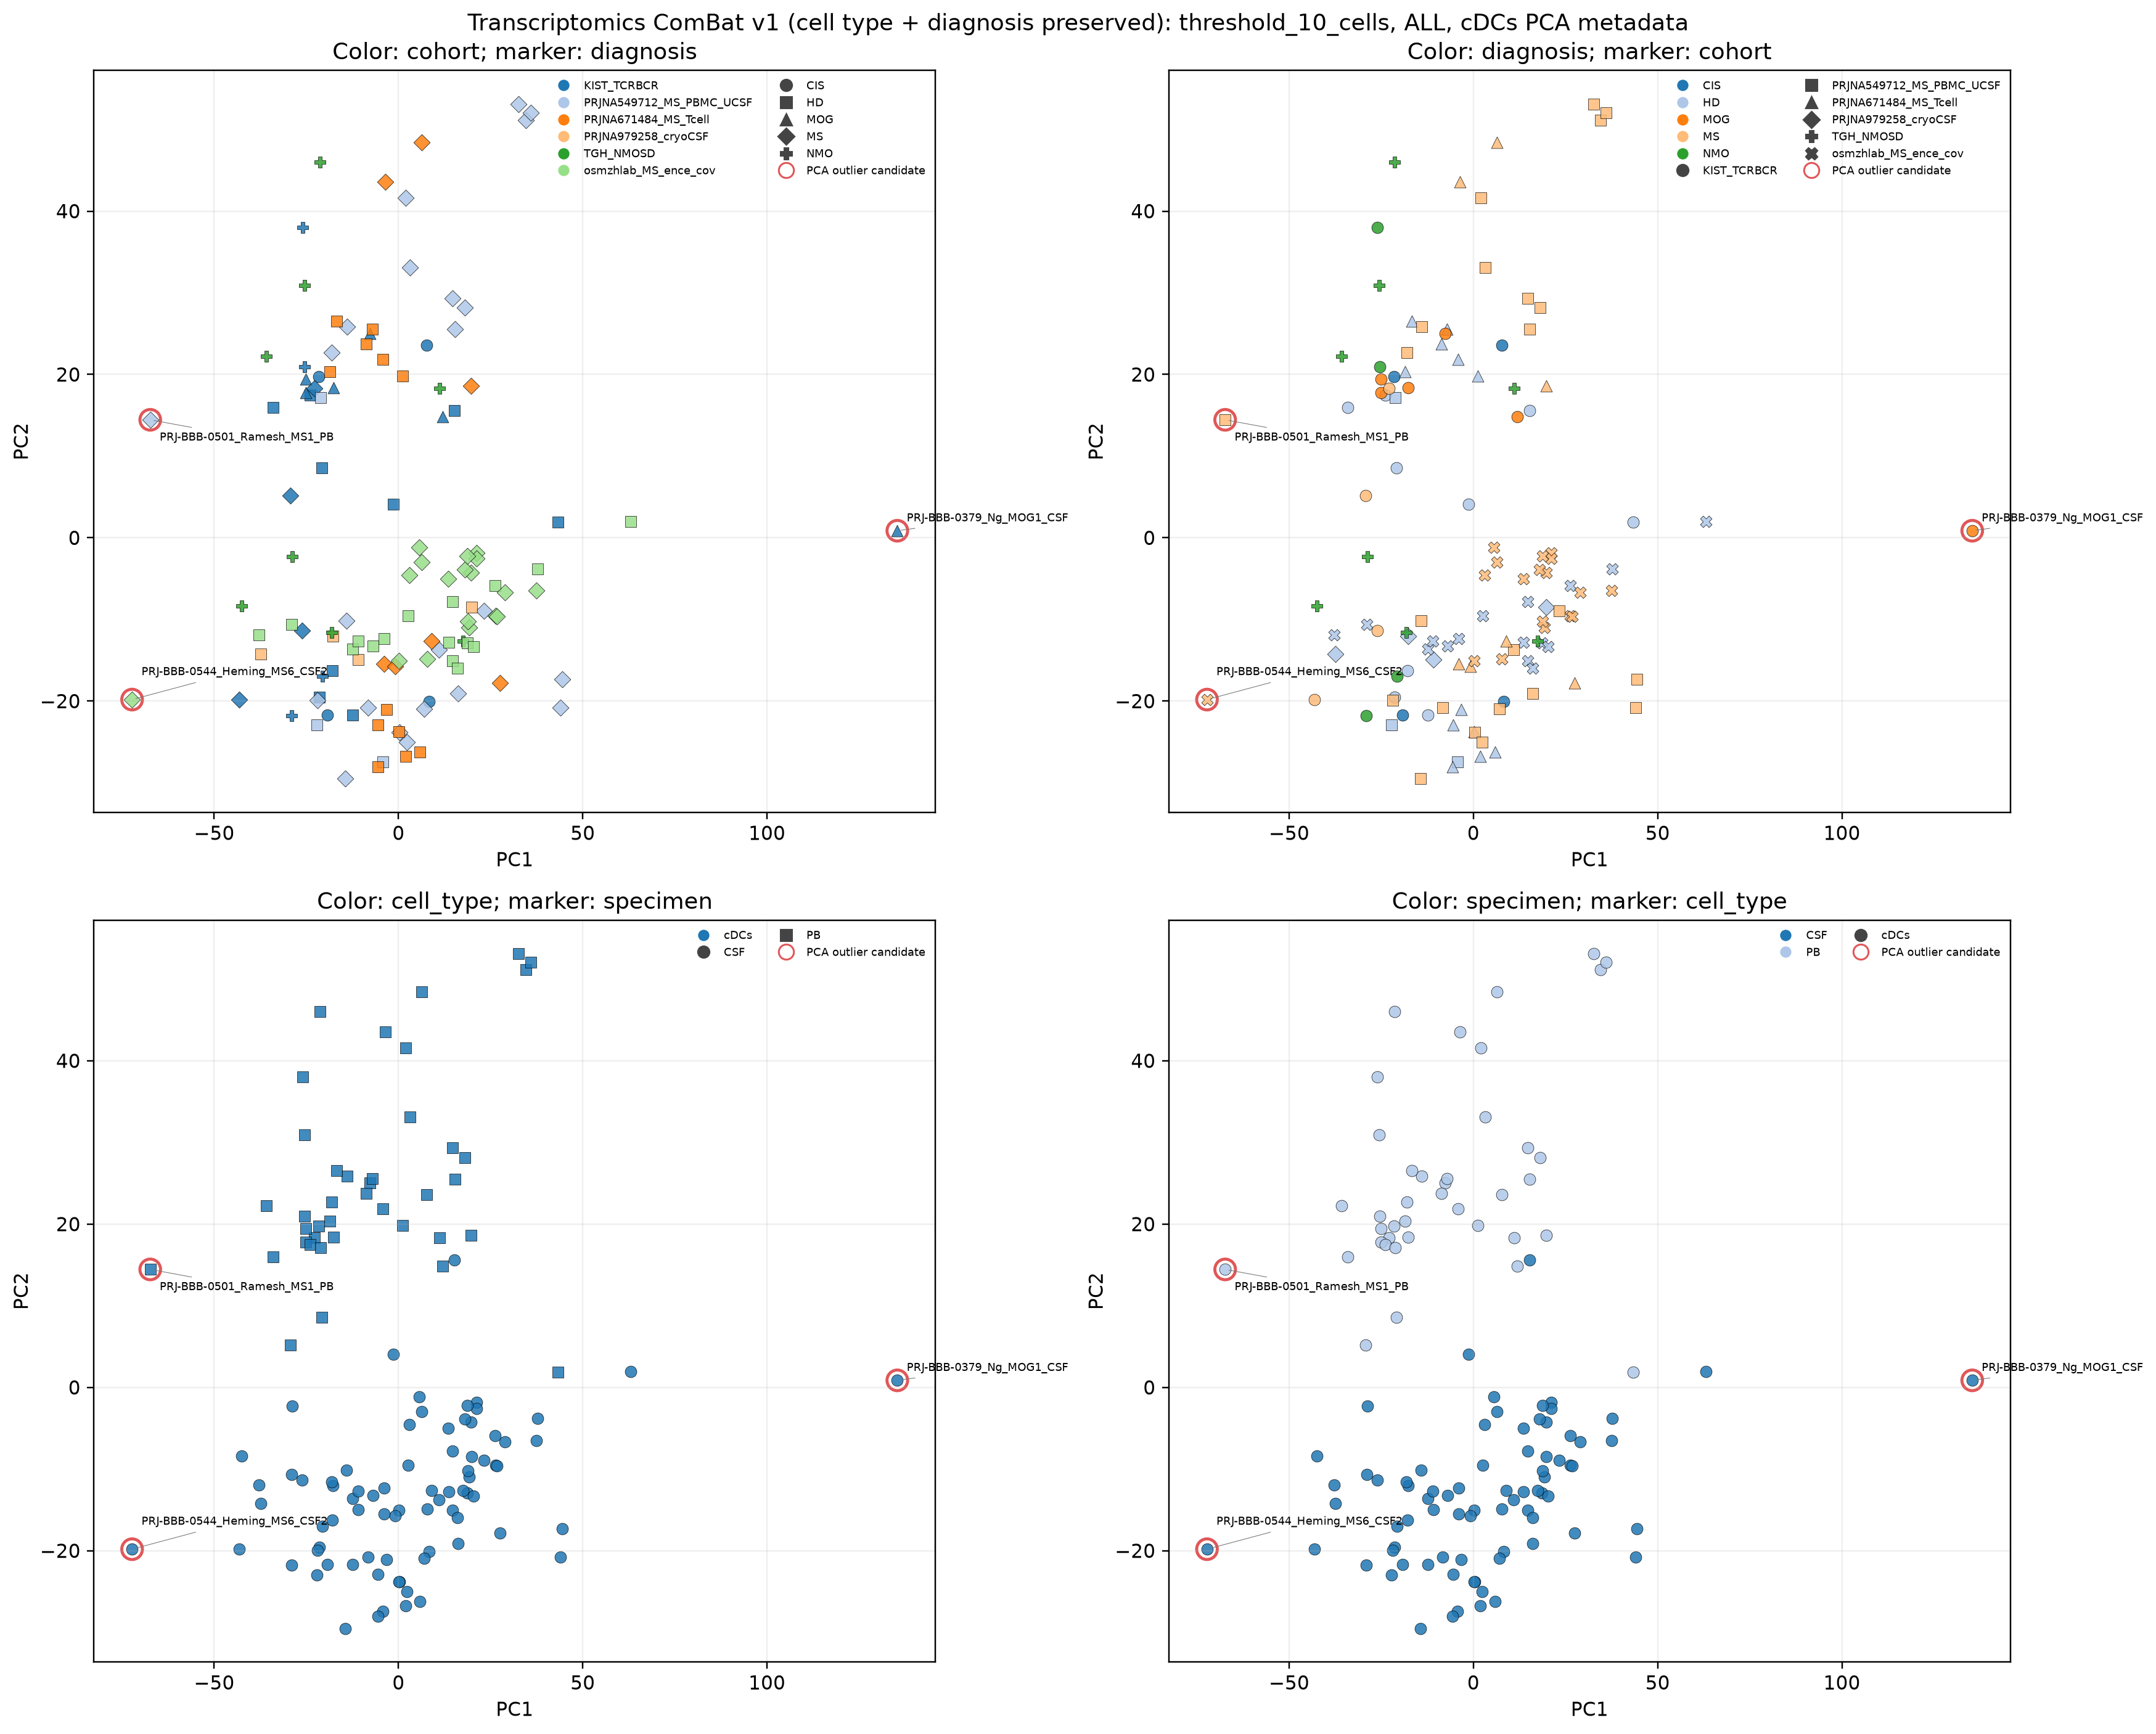 Transcriptomics ComBat v1 (cell type + diagnosis preserved): threshold_10_cells, ALL, cDCs PCA metadata
Color: cohort; marker: diagnosis
KIST_TCRBCR
PRJNA549712_MS_PBMC_UCSF
PRJNA671484_MS_Tcell
PRJNA979258_cryoCSF
TGH_NMOSD
osmzhlab_MS_ence_cov
CIS
HD
MOG
MS
NMO
PCA outlier candidate
PC2
40
20
0
−20
PRJ-BBB-0501_Ramesh_MS1_PB
PRJ-BBB-0379_Ng_MOG1_CSF
PRJ-BBB-0544_Heming_MS6_CSF2
−50
0
50
100
PC1
Color: diagnosis; marker: cohort
CIS
HD
MOG
MS
NMO
KIST_TCRBCR
PRJNA549712_MS_PBMC_UCSF
PRJNA671484_MS_Tcell
PRJNA979258_cryoCSF
TGH_NMOSD
osmzhlab_MS_ence_cov
PCA outlier candidate
PC2
40
20
0
−20
PRJ-BBB-0501_Ramesh_MS1_PB
PRJ-BBB-0379_Ng_MOG1_CSF
PRJ-BBB-0544_Heming_MS6_CSF2
−50
0
50
100
PC1
Color: cell_type; marker: specimen
cDCs
CSF
PB
PCA outlier candidate
PC2
40
20
0
−20
PRJ-BBB-0501_Ramesh_MS1_PB
PRJ-BBB-0379_Ng_MOG1_CSF
PRJ-BBB-0544_Heming_MS6_CSF2
−50
0
50
100
PC1
Color: specimen; marker: cell_type
CSF
PB
cDCs
PCA outlier candidate
PC2
40
20
0
−20
PRJ-BBB-0501_Ramesh_MS1_PB
PRJ-BBB-0379_Ng_MOG1_CSF
PRJ-BBB-0544_Heming_MS6_CSF2
−50
0
50
100
PC1